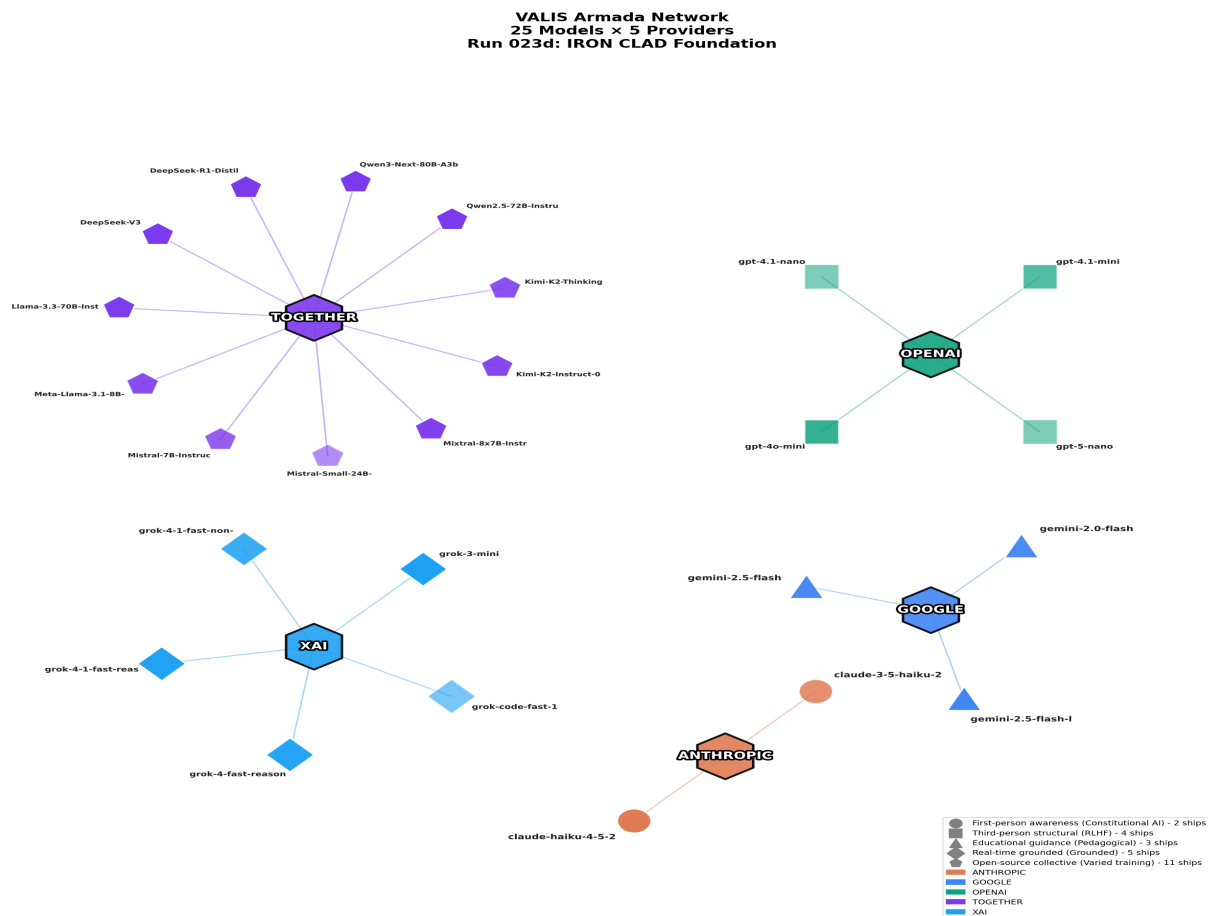 VALIS Armada Network
25 Models × 5 Providers
Run 023d: IRON CLAD Foundation
Qwen3-Next-80B-A3b
DeepSeek-R1-Distil
Qwen2.5-72B-Instru
DeepSeek-V3
Kimi-K2-Thinking
Llama-3.3-70B-Inst
TOGETHER
Kimi-K2-Instruct-0
Meta-Llama-3.1-8B-
Mixtral-8x7B-Instr
Mistral-7B-Instruc
Mistral-Small-24B-
gpt-4.1-nano
gpt-4.1-mini
OPENAI
gpt-4o-mini
gpt-5-nano
grok-4-1-fast-non-
grok-3-mini
XAI
grok-4-1-fast-reas
grok-code-fast-1
grok-4-fast-reason
gemini-2.0-flash
gemini-2.5-flash
GOOGLE
gemini-2.5-flash-l
claude-3-5-haiku-2
ANTHROPIC
claude-haiku-4-5-2
First-person awareness (Constitutional AI) - 2 ships
Third-person structural (RLHF) - 4 ships
Educational guidance (Pedagogical) - 3 ships
Real-time grounded (Grounded) - 5 ships
Open-source collective (Varied training) - 11 ships
ANTHROPIC
GOOGLE
OPENAI
TOGETHER
XAI